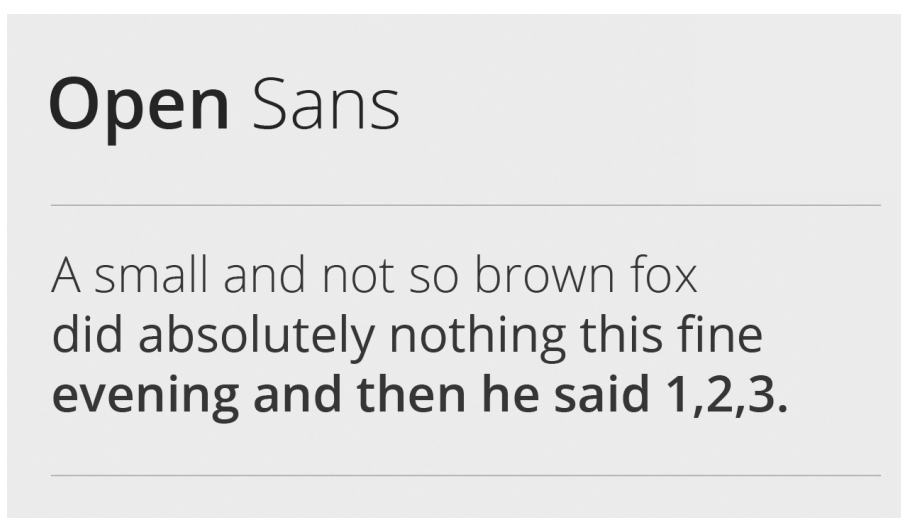 Open Sans
A small and not so brown fox
did absolutely nothing this fine
evening and then he said 1,2,3.